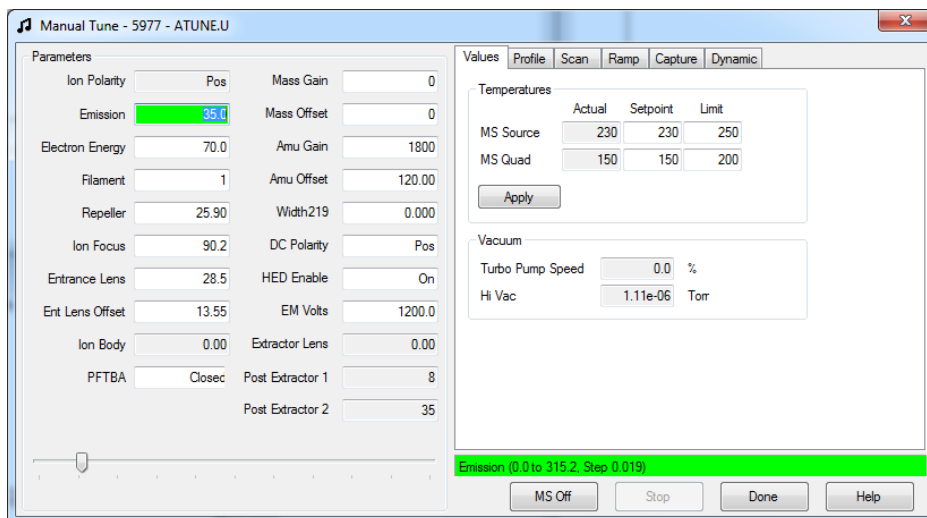 Manual Tune - 5977 - ATUNE.U
Parameters
Ion Polarity Pos Mass Gain 0
Emission 35.0 Mass Offset 0
Electron Energy 70.0 Amu Gain 1800
Filament 1 Amu Offset 120.00
Repeller 25.90 Width219 0.000
Ion Focus 90.2 DC Polarity Pos
Entrance Lens 28.5 HED Enable On
Ent Lens Offset 13.55 EM Volts 1200.0
Ion Body 0.00 Extractor Lens 0.00
PFTBA Closed Post Extractor 1 8
Post Extractor 2 35
Values Profile Scan Ramp Capture Dynamic
Temperatures
Actual Setpoint Limit
MS Source 230 230 250
MS Quad 150 150 200
Apply
Vacuum
Turbo Pump Speed 0.0 %
Hi Vac 1.11e-06 Torr
Emission (0.0 to 315.2, Step 0.019)
MS Off Stop Done Help